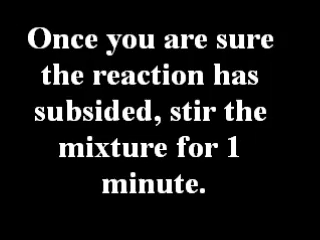 Once you are sure
the reaction has
subsided, stir the
mixture for 1
minute.